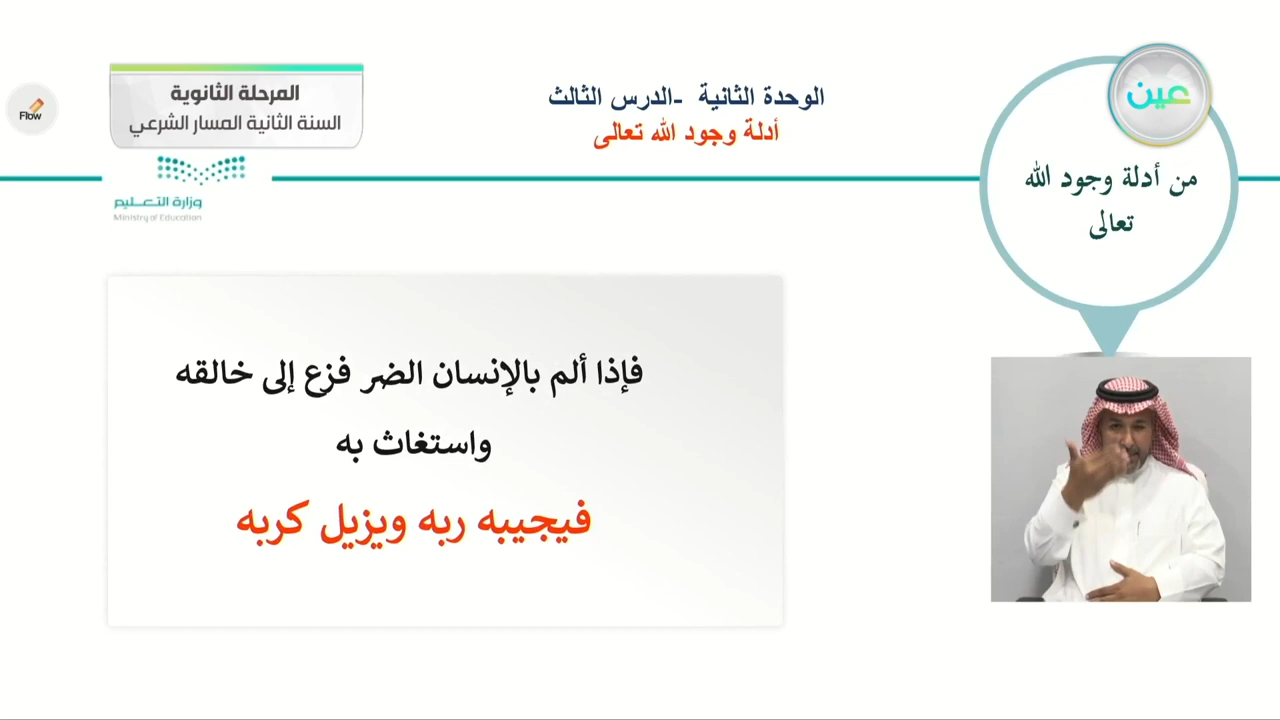 عين
المرحلة الثانوية
السنة الثانية المسار الشرعي
الوحدة الثانية -الدرس الثالث
أدلة وجود الله تعالى
Flow
وزارة التعليم
Ministry of Education
من أدلة وجود الله
تعالى
فإذا ألم بالإنسان الضر فزع إلى خالقه
واستغاث به
فيجيبه ربه ويزيل كربه